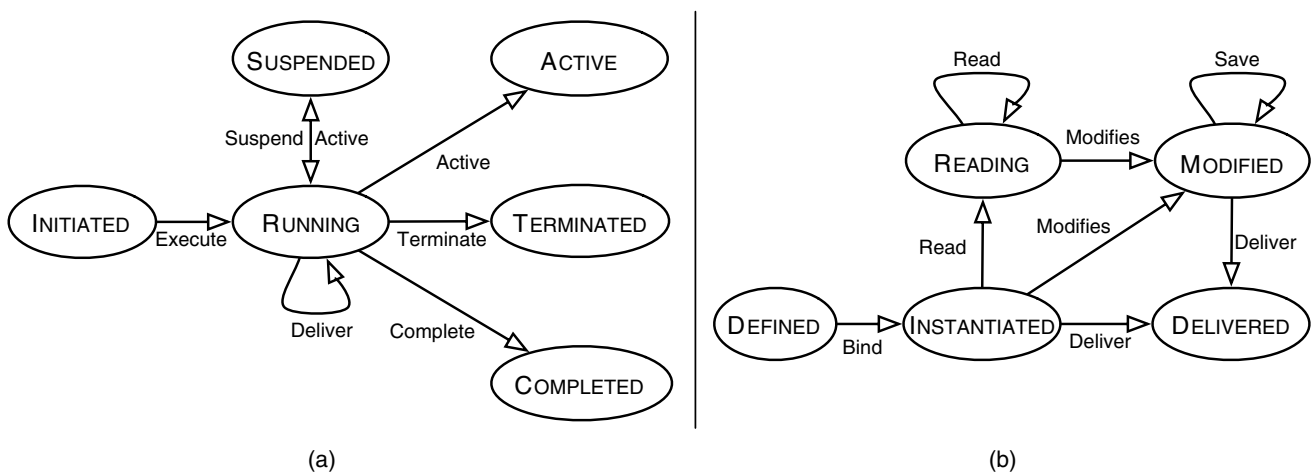 SUSPENDED
ACTIVE
Suspend Active
Active
INITIATED
Execute
RUNNING
Terminate
TERMINATED
Deliver
Complete
COMPLETED
(a)
Read
Save
READING
Modifies
MODIFIED
Read
Modifies
Deliver
DEFINED
Bind
INSTANTIATED
Deliver
DELIVERED
(b)